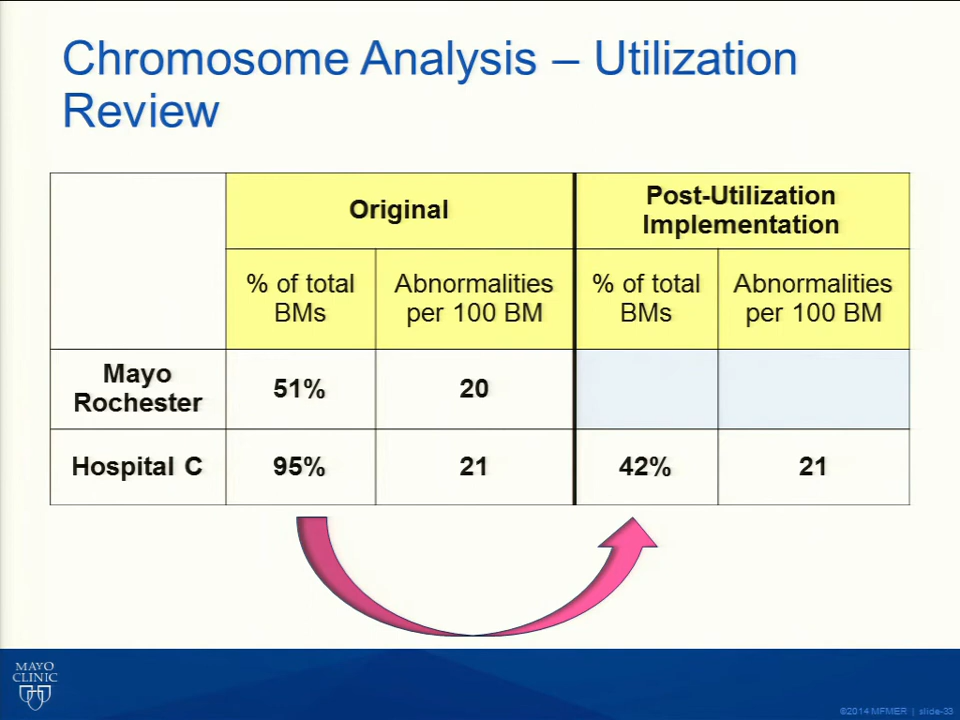 Chromosome Analysis – Utilization
Review
Original
Post-Utilization
Implementation
% of total
BMs
Abnormalities
per 100 BM
% of total
BMs
Abnormalities
per 100 BM
Mayo
Rochester
51%
20
Hospital C
95%
21
42%
21
MAYO
CLINIC
©2014 MFMER | slide-33